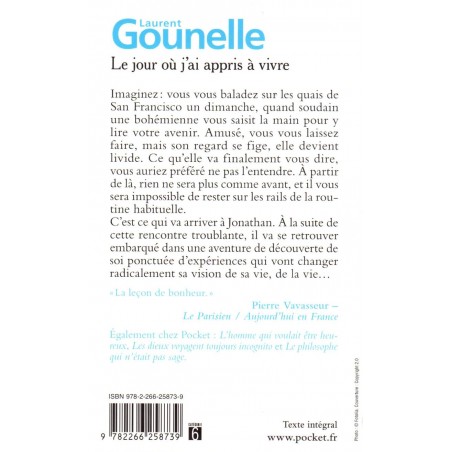 Laurent
Gounelle
Le jour où j'ai appris à vivre
Imaginez : vous vous baladez sur les quais de
San Francisco un dimanche, quand soudain
une bohémienne vous saisit la main pour y
lire votre avenir. Amusé, vous vous laissez
faire, mais son regard se fige, elle devient
livide. Ce qu'elle va finalement vous dire,
vous auriez préféré ne pas l'entendre. À partir
de là, rien ne sera plus comme avant, et il vous
sera impossible de rester sur les rails de la rou-
tine habituelle.
C'est ce qui va arriver à Jonathan. À la suite de
cette rencontre troublante, il va se retrouver
embarqué dans une aventure de découverte de
soi ponctuée d'expériences qui vont changer
radicalement sa vision de sa vie, de la vie…
« La leçon de bonheur. »
Pierre Vavasseur –
Le Parisien / Aujourd'hui en France
Également chez Pocket : L'homme qui voulait être heu-
reux, Les dieux voyagent toujours incognito et Le philosophe
qui n'était pas sage.
ISBN 978-2-266-25873-9
9 782266 258739
6
Texte intégral
www.pocket.fr